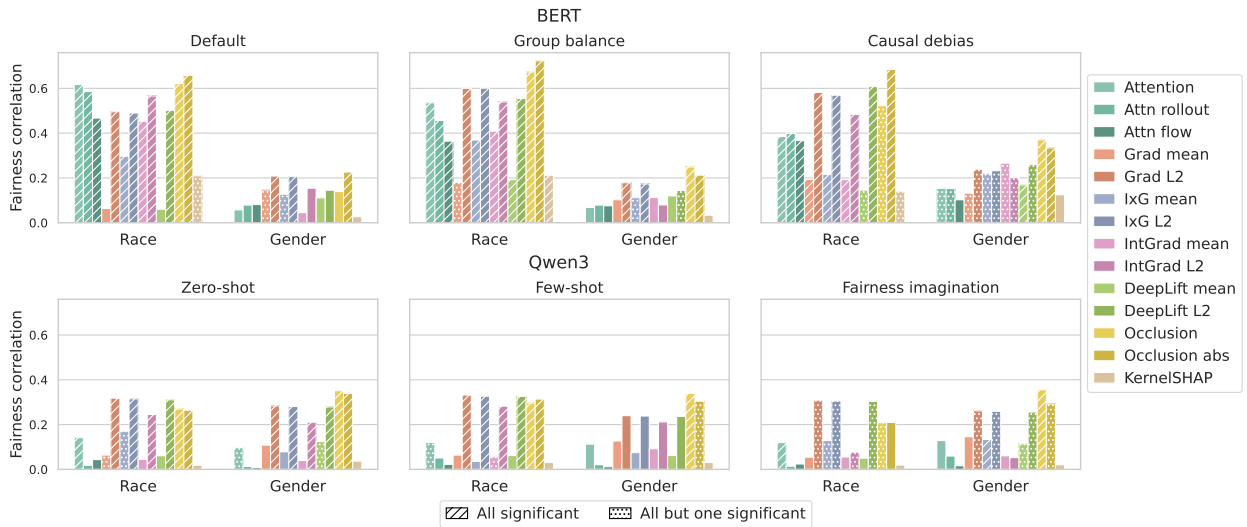 BERT
Default
Group balance
Causal debias
Fairness correlation
0.6
0.4
0.2
0.0
Race
Gender
Race
Gender
Race
Gender
Attention
Attn rollout
Attn flow
Grad mean
Grad L2
IxG mean
IxG L2
IntGrad mean
IntGrad L2
DeepLift mean
DeepLift L2
Occlusion
Occlusion abs
KernelSHAP
Qwen3
Zero-shot
Few-shot
Fairness imagination
Fairness correlation
0.6
0.4
0.2
0.0
Race
Gender
Race
Gender
Race
Gender
All significant
All but one significant